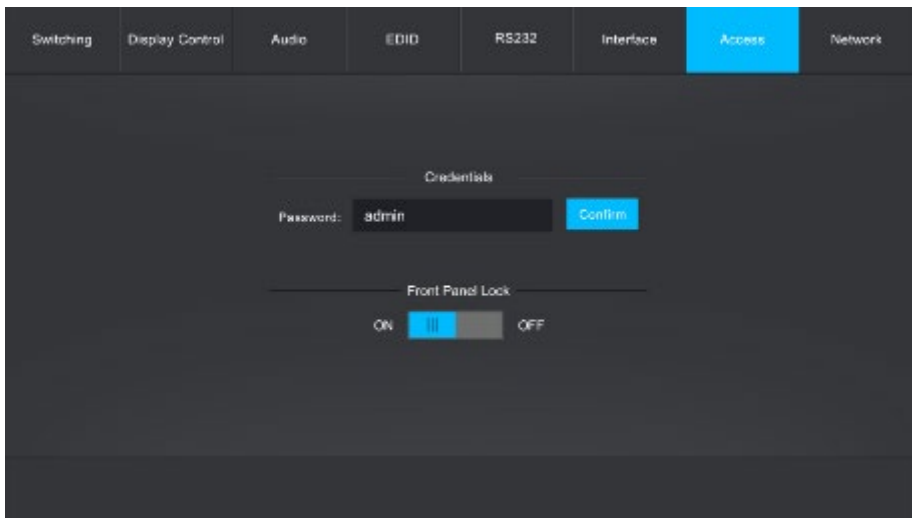 Switching Display Control Audio EDID RS232 Interface Access Network
Credentials
Password: admin Confirm
Front Panel Lock
ON OFF